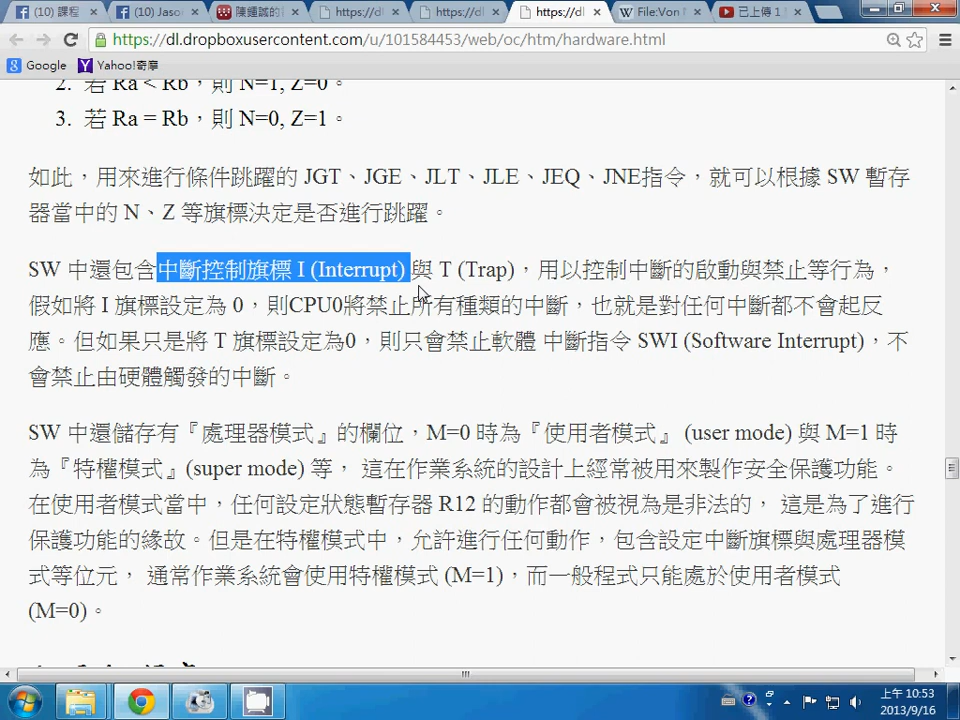 (10) 課程
(10) Jaso
陳鍾誠的
https://dl
https://dl
https://dl
File:Von N
已上傳 1
https://dl.dropboxusercontent.com/u/101584453/web/oc/htm/hardware.html
Google
Yahoo!奇摩
2. 若 Ra < Rb，則 N=1, Z=0。
3. 若 Ra = Rb，則 N=0, Z=1。
如此，用來進行條件跳躍的 JGT、JGE、JLT、JLE、JEQ、JNE指令，就可以根據 SW 暫存
器當中的 N、Z 等旗標決定是否進行跳躍。
SW 中還包含中斷控制旗標 I (Interrupt) 與 T (Trap)，用以控制中斷的啟動與禁止等行為，
假如將 I 旗標設定為 0，則CPU0將禁止所有種類的中斷，也就是對任何中斷都不會起反
應。但如果只是將 T 旗標設定為0，則只會禁止軟體 中斷指令 SWI (Software Interrupt)，不
會禁止由硬體觸發的中斷。
SW 中還儲存有『處理器模式』的欄位，M=0 時為『使用者模式』 (user mode) 與 M=1 時
為『特權模式』(super mode) 等， 這在作業系統的設計上經常被用來製作安全保護功能。
在使用者模式當中，任何設定狀態暫存器 R12 的動作都會被視為是非法的， 這是為了進行
保護功能的緣故。但是在特權模式中，允許進行任何動作，包含設定中斷旗標與處理器模
式等位元， 通常作業系統會使用特權模式 (M=1)，而一般程式只能處於使用者模式
(M=0)。
上午 10:53
2013/9/16